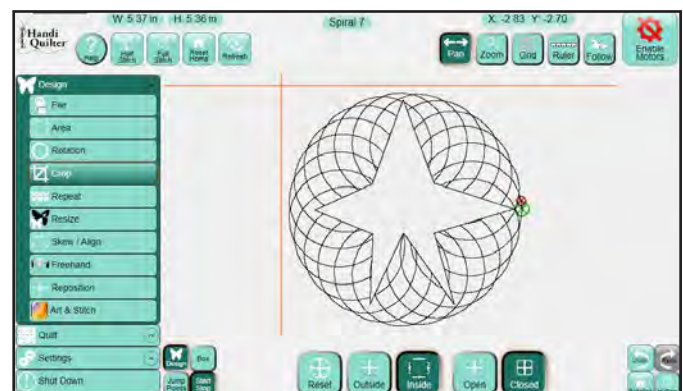 W: 5.37 in H: 5.36 in
Spiral 7
X: -2.83 Y: -2.70
Handi
Quilter
Help
Half Stitch
Full Stitch
Reset Home
Refresh
Pan
Zoom
Grid
Ruler
Follow
Enable
Motors
Design
File
Area
Rotation
Crop
Repeat
Resize
Skew / Align
Freehand
Reposition
Art & Stitch
Quilt
Settings
Shut Down
Design
Box
Jump
Points
Start
Stop
Reset
Outside
Inside
Open
Closed